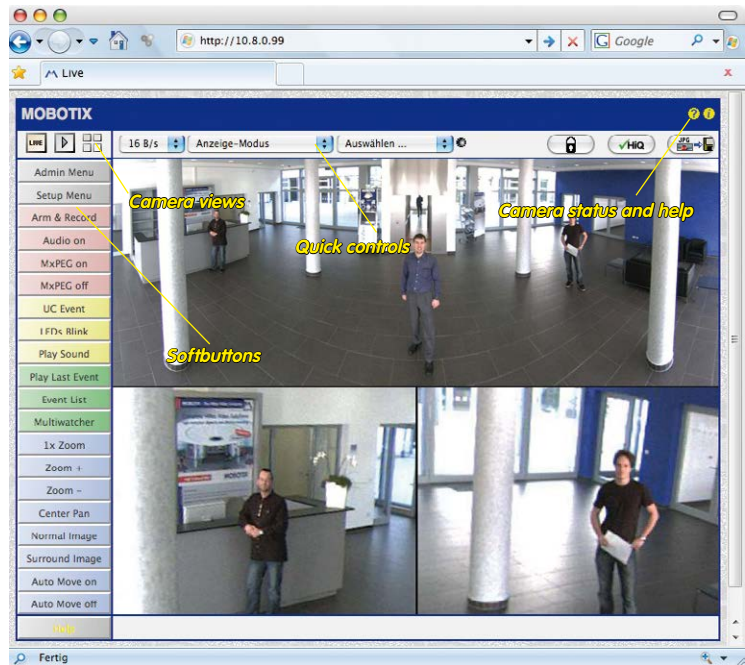 http://10.8.0.99
Google
Live
MOBOTIX
LIVE
16 B/s
Anzeige-Modus
Auswählen ...
HiQ
JPG
Admin Menu
Setup Menu
Arm & Record
Audio on
MxPEG on
MxPEG off
UC Event
LEDs Blink
Play Sound
Play Last Event
Event List
Multiwatcher
1x Zoom
Zoom +
Zoom –
Center Pan
Normal Image
Surround Image
Auto Move on
Auto Move off
Help
Camera views
Quick controls
Camera status and help
Softbuttons
MOBOTIX
Fertig